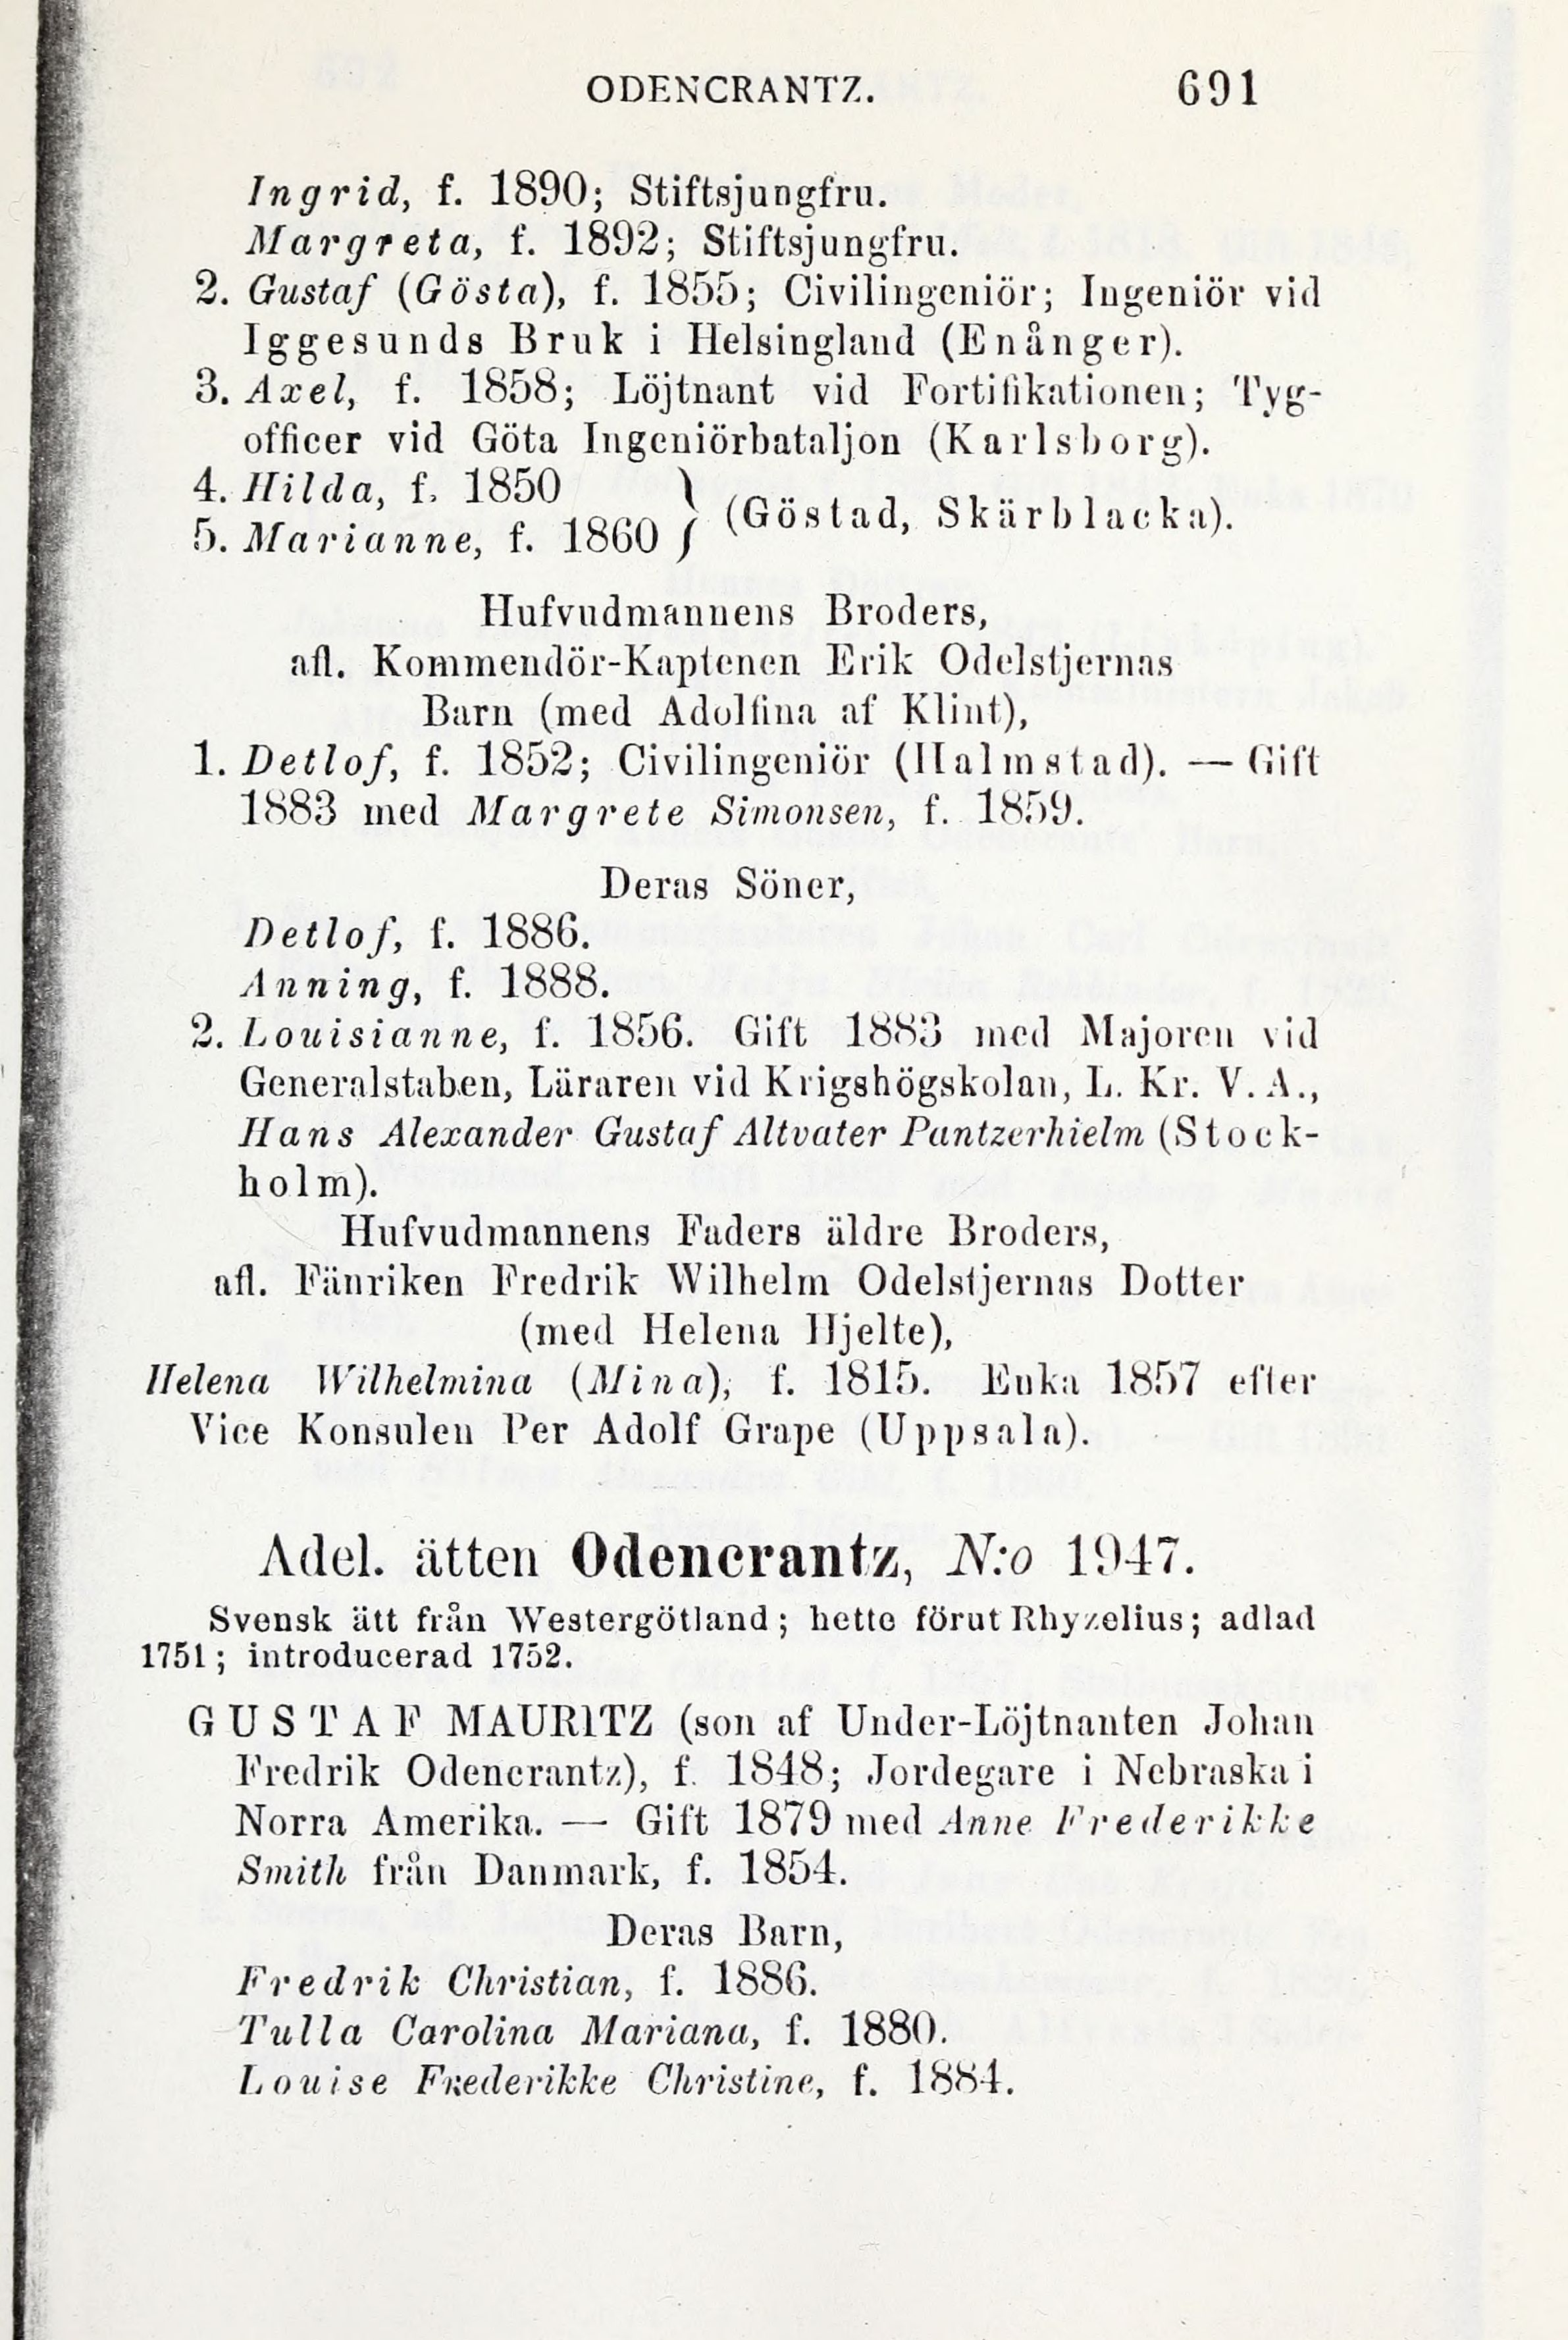 ODENCRANTZ. 691
Ingrid, f. 1890; Stiftsjungfru.
Margreta, f. 1892; Stiftsjungfru.
2. Gustaf (Gösta), f. 1855; Civilingeniör; Ingeniör vid
Iggesunds Bruk i Helsingland (Enånger).
3. Axel, f. 1858; Löjtnant vid Fortifikationen; Tyg-
officer vid Göta Ingeniörbataljon (Karlsborg).
4. Hilda, f. 1850
5. Marianne, f. 1860 } (Göstad, Skärblacka).
Hufvudmannens Broders,
afl. Kommendör-Kaptenen Erik Odelstjernas
Barn (med Adolfina af Klint),
1. Detlof, f. 1852; Civilingeniör (Halmstad). — Gift
1883 med Margrete Simonsen, f. 1859.
Deras Söner,
Detlof, f. 1886.
Anning, f. 1888.
2. Louisianne, f. 1856. Gift 1883 med Majoren vid
Generalstaben, Läraren vid Krigshögskolan, L. Kr. V. A.,
Hans Alexander Gustaf Altvater Pantzerhielm (Stock-
holm).
Hufvudmannens Faders äldre Broders,
afl. Fänriken Fredrik Wilhelm Odelstjernas Dotter
(med Helena Hjelte),
Helena Wilhelmina (Mina), f. 1815. Enka 1857 efter
Vice Konsulen Per Adolf Grape (Uppsala).
Adel. ätten Odencrantz, N:o 1947.
Svensk ätt från Westergötland; hette förut Rhyzelius; adlad
1751; introducerad 1752.
GUSTAF MAURITZ (son af Under-Löjtnanten Johan
Fredrik Odencrantz), f. 1848; Jordegare i Nebraska i
Norra Amerika. — Gift 1879 med Anne Frederikke
Smith från Danmark, f. 1854.
Deras Barn,
Fredrik Christian, f. 1886.
Tulla Carolina Mariana, f. 1880.
Louise Frederikke Christine, f. 1884.